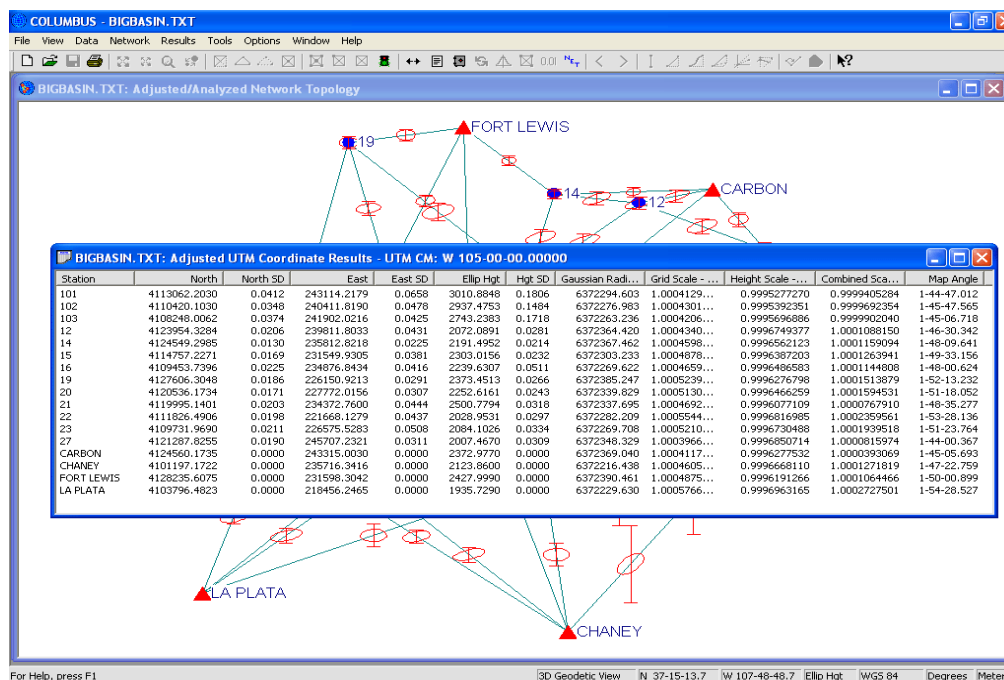 COLUMBUS - BIGBASIN.TXT
File View Data Network Results Tools Options Window Help
BIGBASIN.TXT: Adjusted/Analyzed Network Topology
19
FORT LEWIS
14
12
CARBON
BIGBASIN.TXT: Adjusted UTM Coordinate Results - UTM CM: W 105-00-00.00000
Station North North SD East East SD Ellip Hgt Hgt SD Gaussian Radi... Grid Scale - ... Height Scale -... Combined Sca... Map Angle
101 4113062.2030 0.0412 243114.2179 0.0658 3010.8848 0.1806 6372294.603 1.0004129... 0.9995277270 0.9999405284 1-44-47.012
102 4110420.1030 0.0348 240411.8190 0.0478 2937.4753 0.1484 6372276.983 1.0004301... 0.9995392351 0.9999692354 1-45-47.565
103 4108248.0062 0.0374 241902.0216 0.0425 2743.2383 0.1718 6372263.236 1.0004206... 0.9995696886 0.9999902040 1-45-06.718
12 4123954.3284 0.0206 239811.8033 0.0431 2072.0891 0.0281 6372364.420 1.0004340... 0.9996749377 1.0001088150 1-46-30.342
14 4124549.2985 0.0130 235812.8218 0.0225 2191.4952 0.0214 6372367.462 1.0004598... 0.9996562123 1.0001159094 1-48-09.641
15 4114757.2271 0.0169 231549.9305 0.0381 2303.0156 0.0232 6372303.233 1.0004878... 0.9996387203 1.0001263941 1-49-33.156
16 4109453.7396 0.0225 234876.8434 0.0416 2239.6307 0.0511 6372269.622 1.0004659... 0.9996486583 1.0001144808 1-48-00.624
19 4127606.3048 0.0186 226150.9213 0.0291 2373.4513 0.0266 6372385.247 1.0005239... 0.9996276798 1.0001513879 1-52-13.232
20 4120536.1734 0.0171 227772.0156 0.0307 2252.6161 0.0243 6372339.829 1.0005130... 0.9996466259 1.0001594531 1-51-18.052
21 4119995.1401 0.0203 234372.7600 0.0444 2500.7794 0.0318 6372337.695 1.0004692... 0.9996077109 1.0000767910 1-48-35.277
22 4111826.4906 0.0198 221668.1279 0.0437 2028.9531 0.0297 6372282.209 1.0005544... 0.9996816985 1.0002359561 1-53-28.136
23 4109731.9690 0.0211 226575.5283 0.0508 2084.1026 0.0334 6372269.708 1.0005210... 0.9996730488 1.0001939518 1-51-23.764
27 4121287.8255 0.0190 245707.2321 0.0311 2007.4670 0.0309 6372348.329 1.0003966... 0.9996850714 1.0000815974 1-44-00.367
CARBON 4124560.1735 0.0000 243315.0030 0.0000 2372.9770 0.0000 6372369.040 1.0004117... 0.9996277532 1.0000393069 1-45-05.693
CHANEY 4101197.1722 0.0000 235716.3416 0.0000 2123.8600 0.0000 6372216.438 1.0004605... 0.9996668110 1.0001271819 1-47-22.759
FORT LEWIS 4128235.6075 0.0000 231598.3042 0.0000 2427.9990 0.0000 6372390.461 1.0004875... 0.9996191266 1.0001064466 1-50-00.899
LA PLATA 4103796.4823 0.0000 218456.2465 0.0000 1935.7290 0.0000 6372229.630 1.0005766... 0.9996963165 1.0002727501 1-54-28.527
LA PLATA
CHANEY
For Help, press F1 3D Geodetic View N 37-15-13.7 W 107-48-48.7 Ellip Hgt WGS 84 Degrees Meter